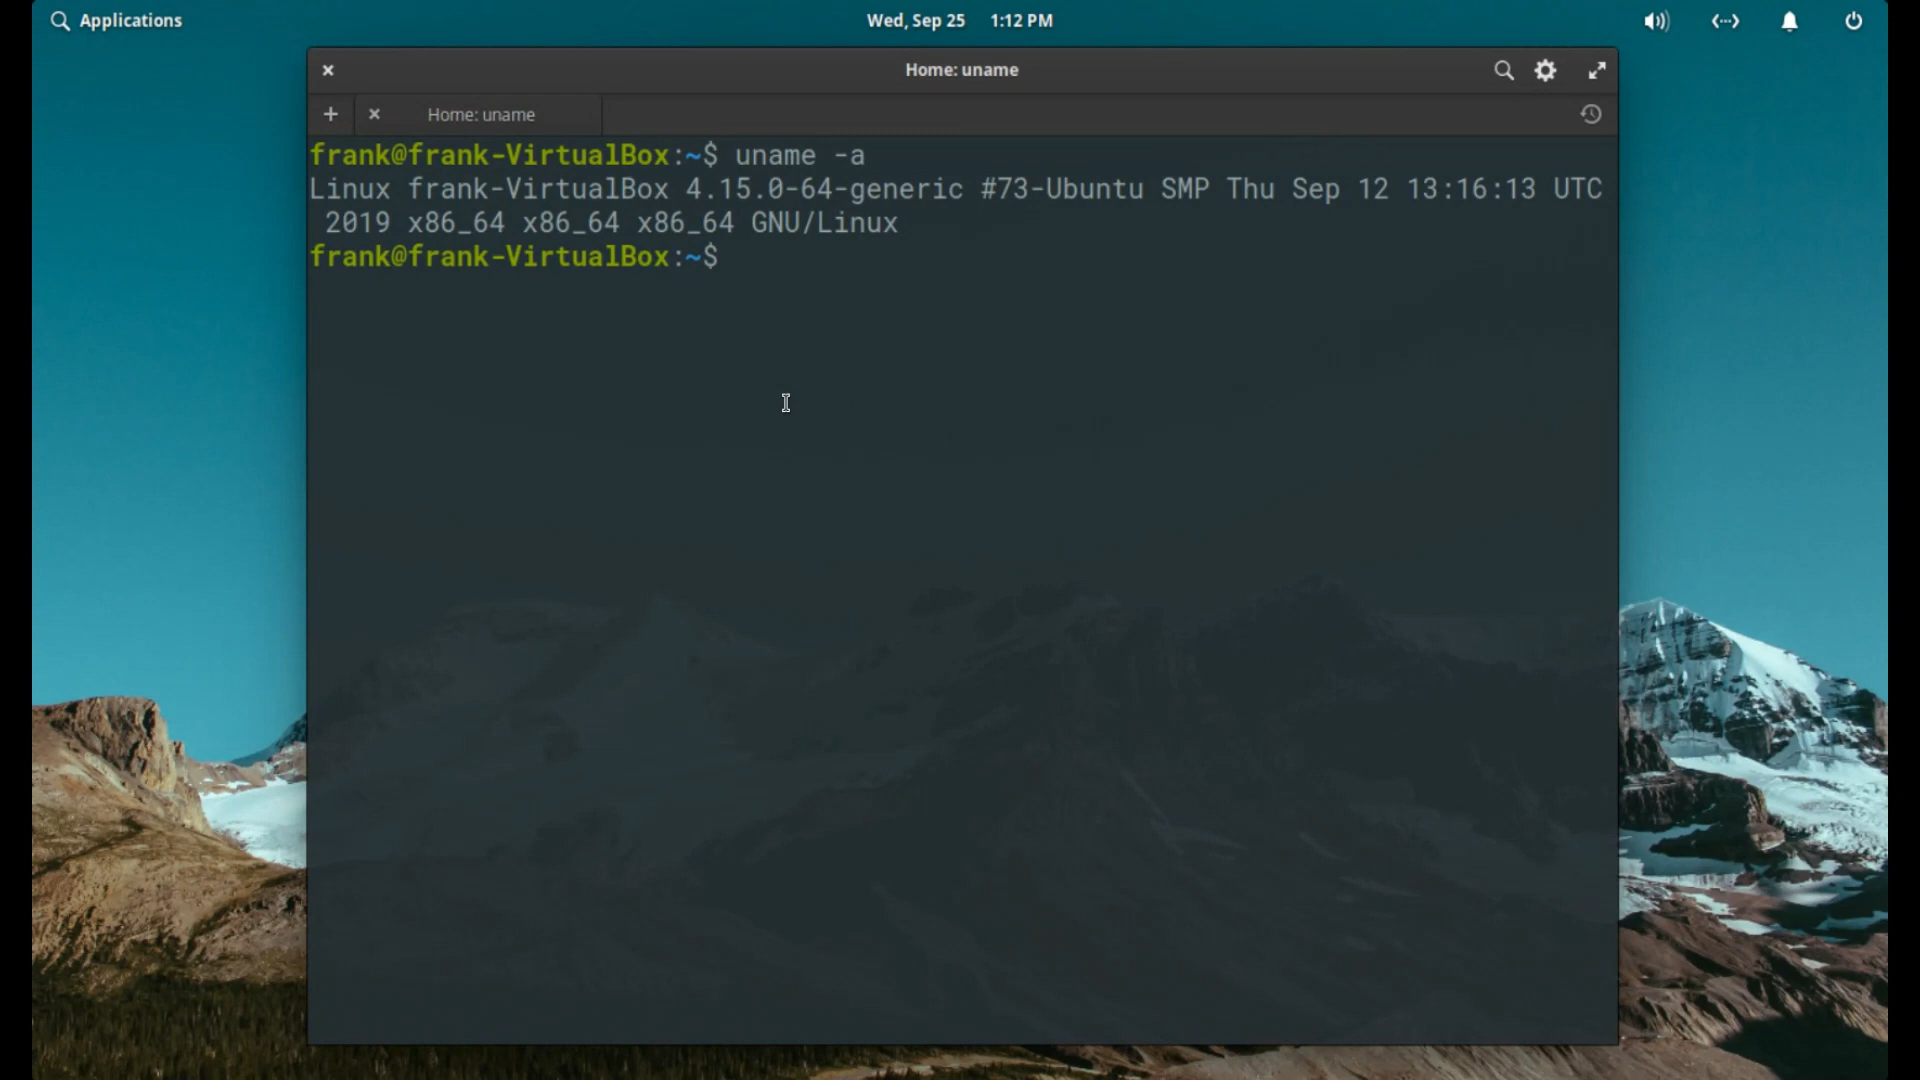 Applications
Wed, Sep 25 1:12 PM
Home: uname
Home: uname
frank@frank-VirtualBox:~$ uname -a
Linux frank-VirtualBox 4.15.0-64-generic #73-Ubuntu SMP Thu Sep 12 13:16:13 UTC
2019 x86_64 x86_64 x86_64 GNU/Linux
frank@frank-VirtualBox:~$